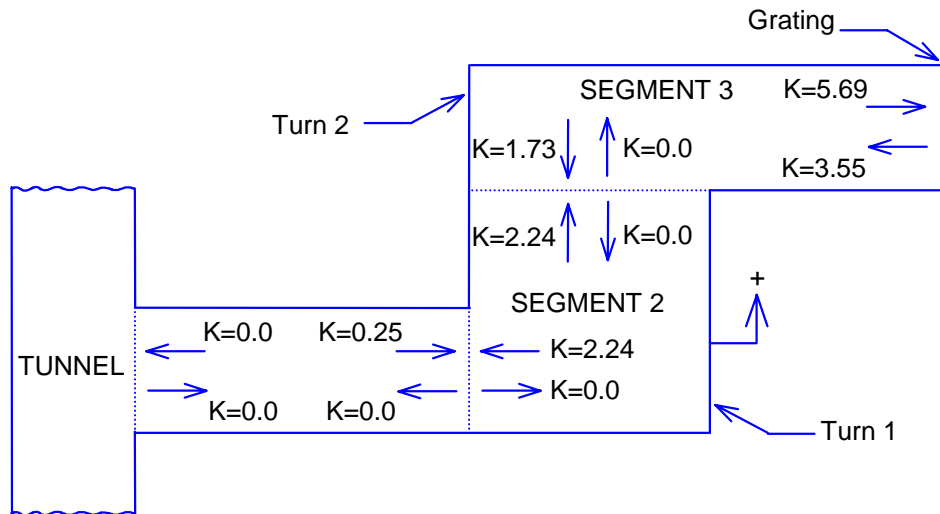 Grating
SEGMENT 3
K=5.69
Turn 2
K=1.73
K=0.0
K=3.55
K=2.24
K=0.0
+
SEGMENT 2
K=0.0
K=0.25
K=2.24
TUNNEL
K=0.0
K=0.0
K=0.0
Turn 1